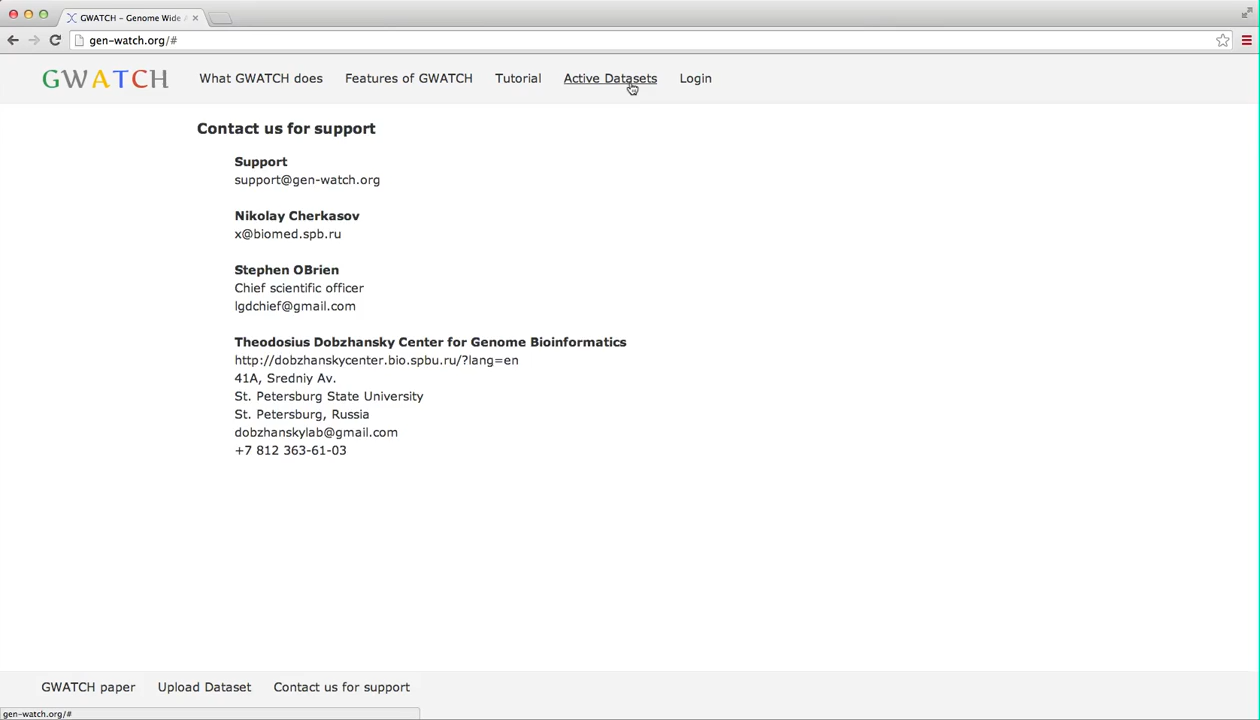 GWATCH - Genome Wide
gen-watch.org/#
GWATCH
What GWATCH does
Features of GWATCH
Tutorial
Active Datasets
Login
Contact us for support
Support
support@gen-watch.org
Nikolay Cherkasov
x@biomed.spb.ru
Stephen OBrien
Chief scientific officer
lgdchief@gmail.com
Theodosius Dobzhansky Center for Genome Bioinformatics
http://dobzhanskycenter.bio.spbu.ru/?lang=en
41A, Sredniy Av.
St. Petersburg State University
St. Petersburg, Russia
dobzhanskylab@gmail.com
+7 812 363-61-03
GWATCH paper
Upload Dataset
Contact us for support
gen-watch.org/#